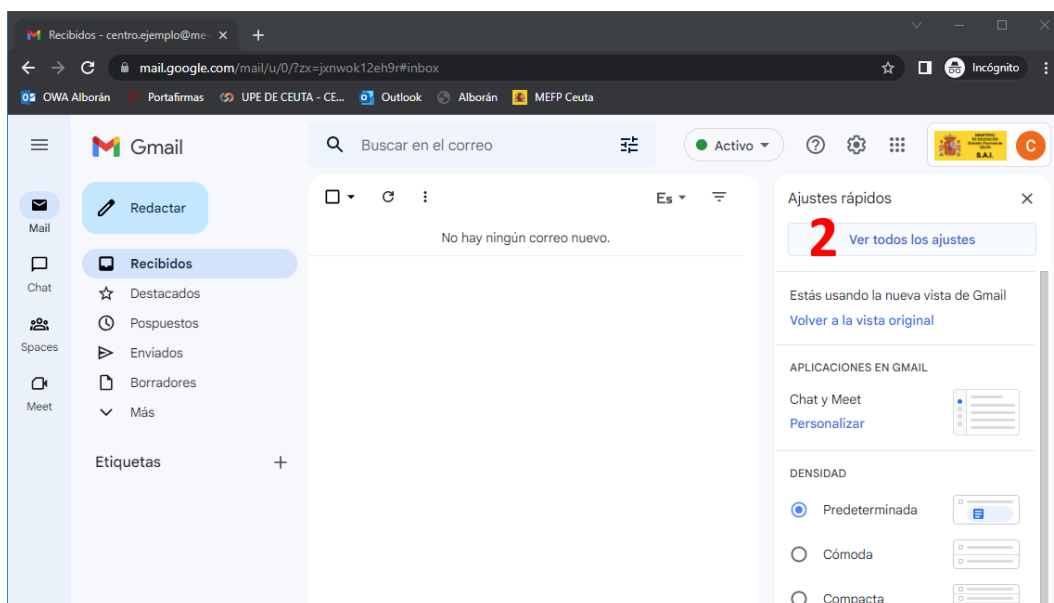 Recibidos - centro.ejemplo@me
mail.google.com/mail/u/0/?zx=jxnwok12eh9r#inbox
Incógnito
OWA Alborán
Portafirmas
UPE DE CEUTA - CE...
Outlook
Alborán
MEFP Ceuta
Gmail
Buscar en el correo
Activo
S.A.I.
C
Mail
Chat
Spaces
Meet
Redactar
Recibidos
Destacados
Pospuestos
Enviados
Borradores
Más
Etiquetas
Es
No hay ningún correo nuevo.
Ajustes rápidos
2 Ver todos los ajustes
Estás usando la nueva vista de Gmail
Volver a la vista original
APLICACIONES EN GMAIL
Chat y Meet
Personalizar
DENSIDAD
Predeterminada
Cómoda
Compacta